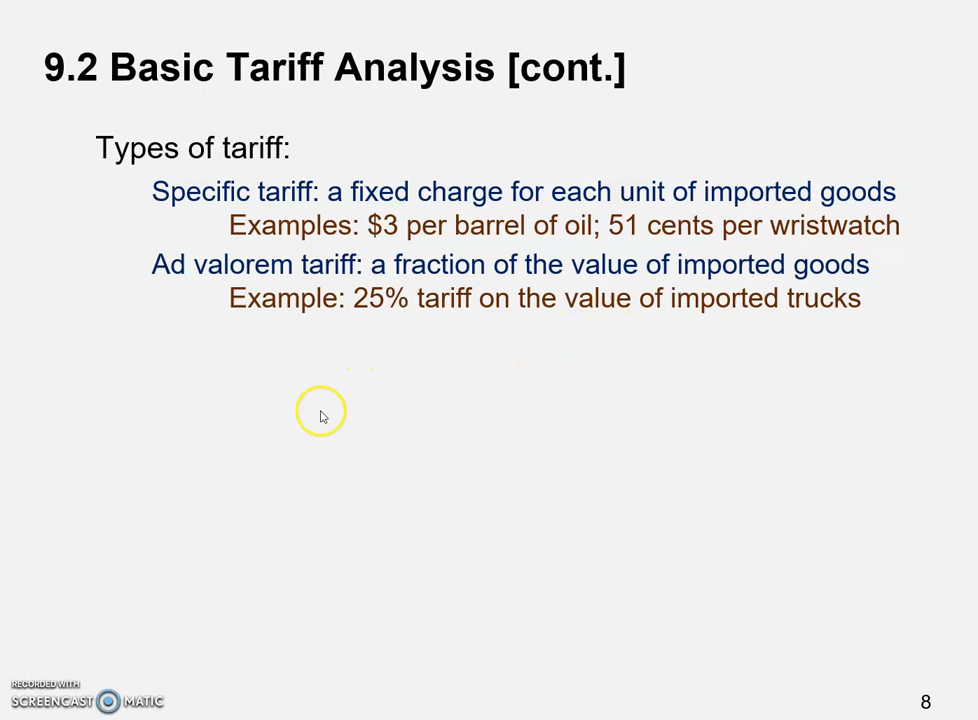 9.2 Basic Tariff Analysis [cont.]
Types of tariff:
Specific tariff: a fixed charge for each unit of imported goods
Examples: $3 per barrel of oil; 51 cents per wristwatch
Ad valorem tariff: a fraction of the value of imported goods
Example: 25% tariff on the value of imported trucks
RECORDED WITH
SCREENCAST MATIC
8